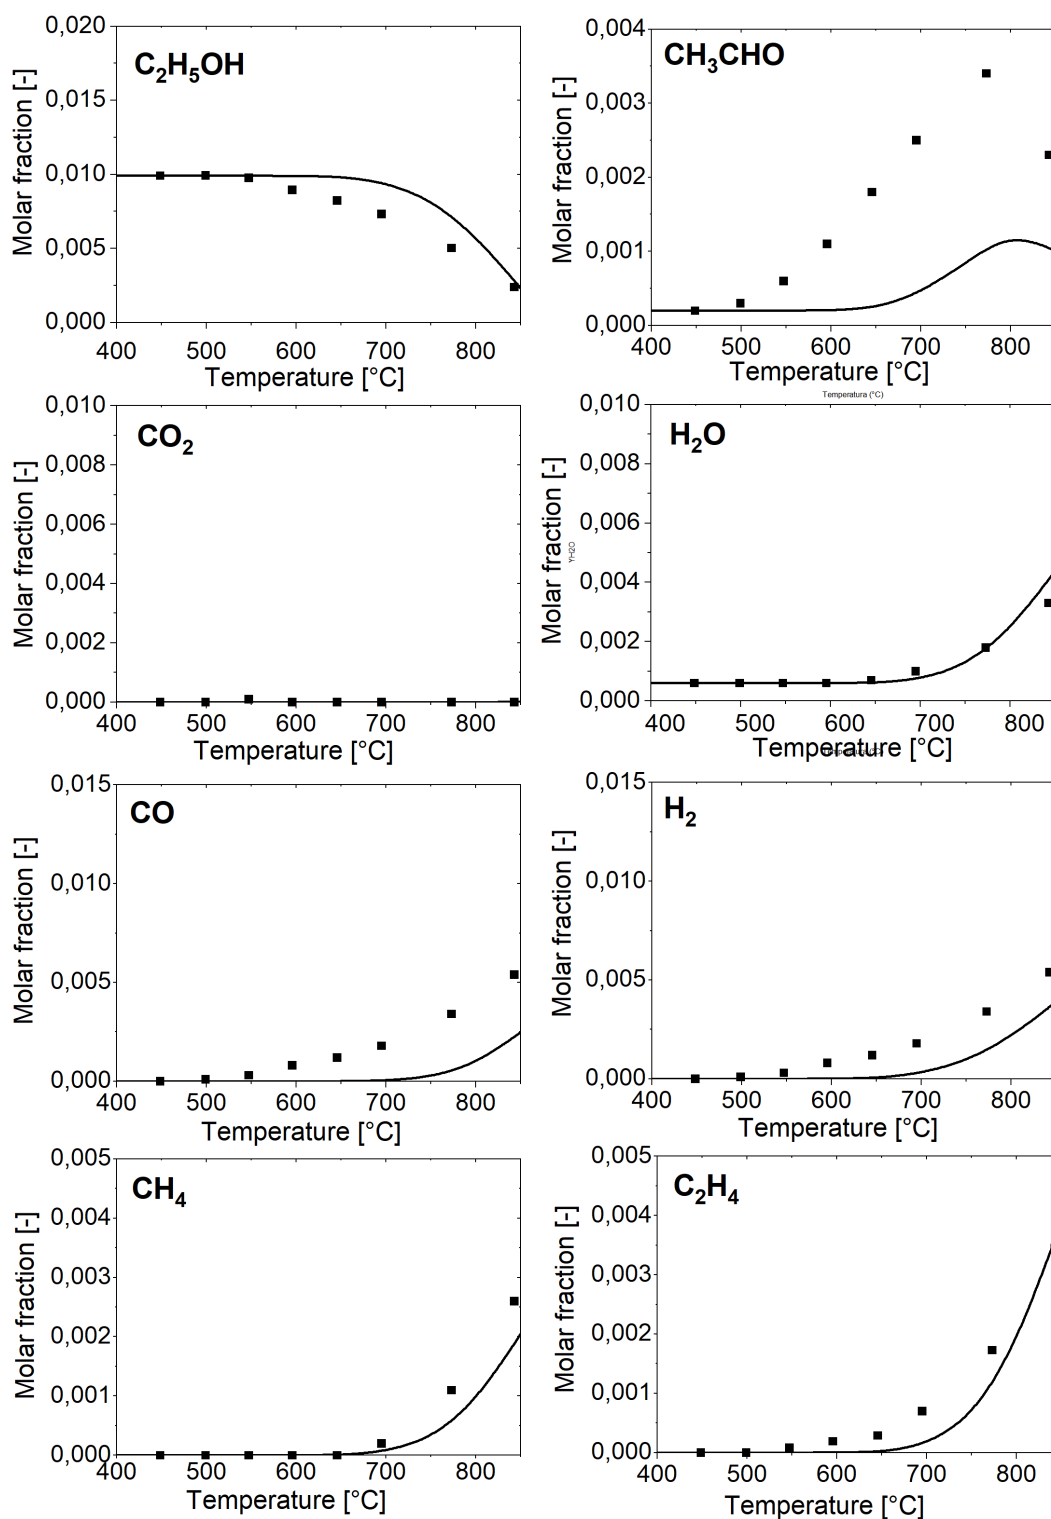 C2H5OH
Molar fraction [-]
0,020
0,015
0,010
0,005
0,000
400 500 600 700 800
Temperature [°C]
CH3CHO
Molar fraction [-]
0,004
0,003
0,002
0,001
0,000
400 500 600 700 800
Temperature [°C]
Temperatura (°C)
CO2
Molar fraction [-]
0,010
0,008
0,006
0,004
0,002
0,000
400 500 600 700 800
Temperature [°C]
H2O
Molar fraction [-]
YH2O
0,010
0,008
0,006
0,004
0,002
0,000
400 500 600 700 800
Temperature [°C]
CO
Molar fraction [-]
0,015
0,010
0,005
0,000
400 500 600 700 800
Temperature [°C]
H2
Molar fraction [-]
0,015
0,010
0,005
0,000
400 500 600 700 800
Temperature [°C]
CH4
Molar fraction [-]
0,005
0,004
0,003
0,002
0,001
0,000
400 500 600 700 800
Temperature [°C]
C2H4
Molar fraction [-]
0,005
0,004
0,003
0,002
0,001
0,000
400 500 600 700 800
Temperature [°C]